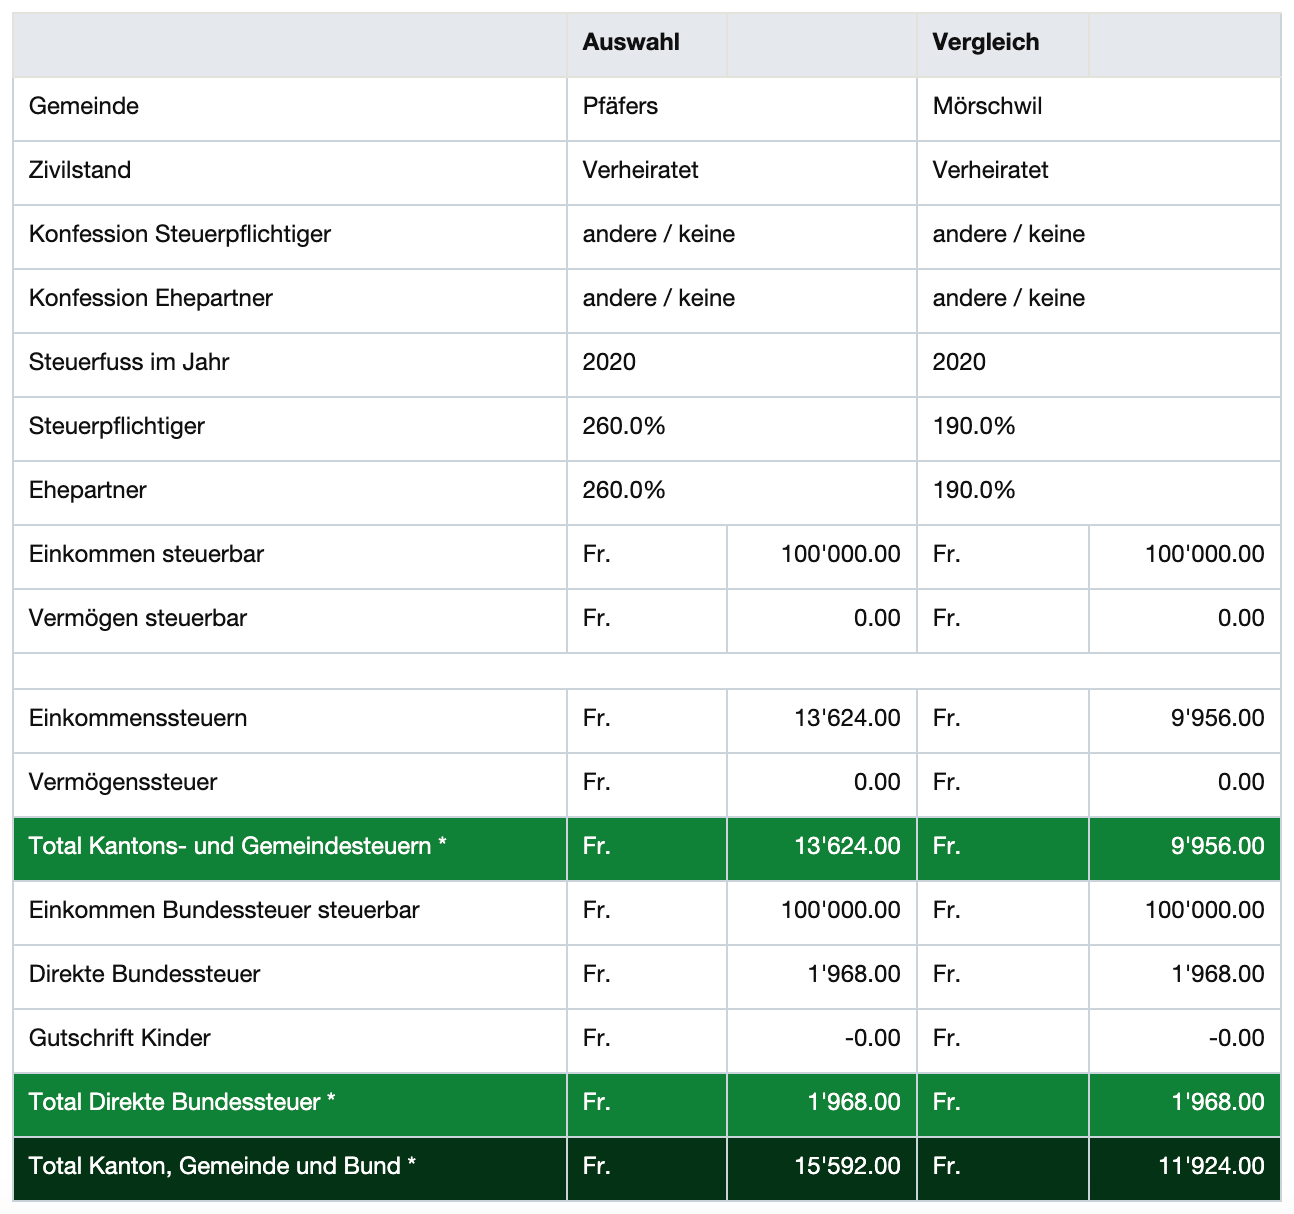 Auswahl Vergleich
Gemeinde Pfäfers Mörschwil
Zivilstand Verheiratet Verheiratet
Konfession Steuerpflichtiger andere / keine andere / keine
Konfession Ehepartner andere / keine andere / keine
Steuerfuss im Jahr 2020 2020
Steuerpflichtiger 260.0% 190.0%
Ehepartner 260.0% 190.0%
Einkommen steuerbar Fr. 100'000.00 Fr. 100'000.00
Vermögen steuerbar Fr. 0.00 Fr. 0.00
Einkommenssteuern Fr. 13'624.00 Fr. 9'956.00
Vermögenssteuer Fr. 0.00 Fr. 0.00
Total Kantons- und Gemeindesteuern * Fr. 13'624.00 Fr. 9'956.00
Einkommen Bundessteuer steuerbar Fr. 100'000.00 Fr. 100'000.00
Direkte Bundessteuer Fr. 1'968.00 Fr. 1'968.00
Gutschrift Kinder Fr. -0.00 Fr. -0.00
Total Direkte Bundessteuer * Fr. 1'968.00 Fr. 1'968.00
Total Kanton, Gemeinde und Bund * Fr. 15'592.00 Fr. 11'924.00